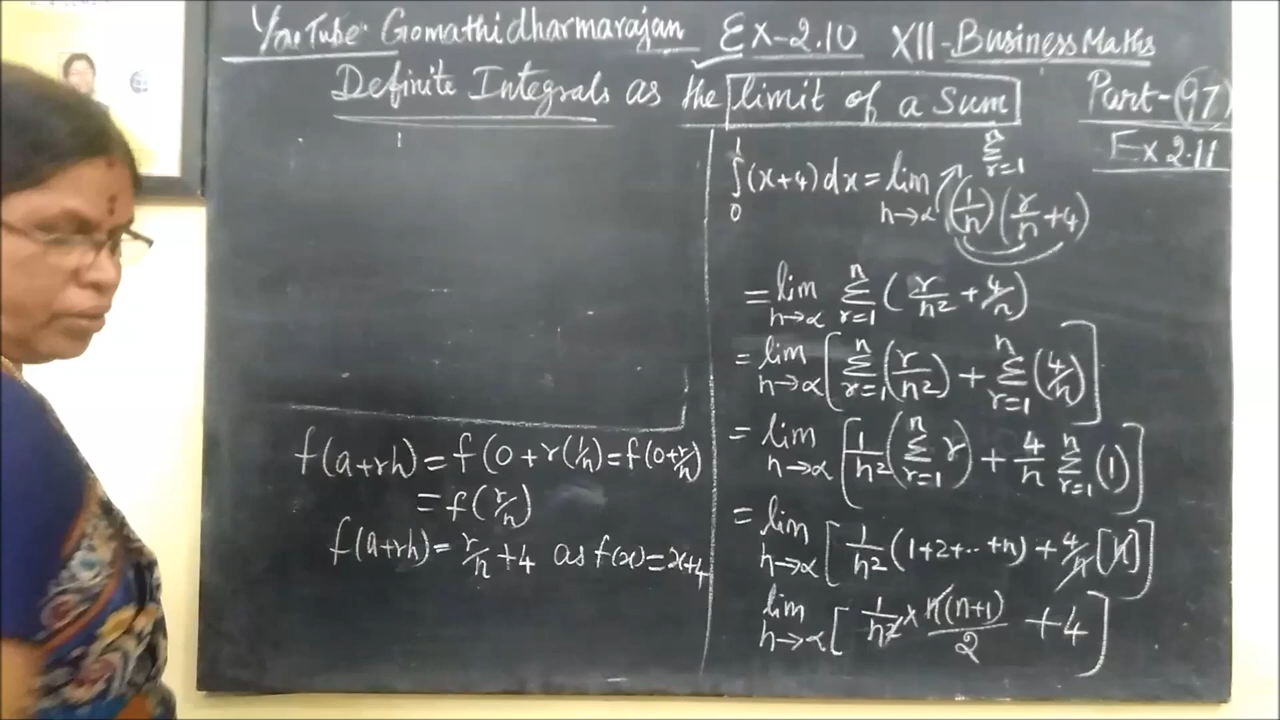 YouTube: Gomathidharmarajan Ex-2.10 XII-Business Maths
Definite Integrals as the limit of a Sum Part-97
Ex 2.11
∫₀¹ (x+4) dx = lim n→α Σ r=1 n (1/n) (r/n + 4)
= lim n→α Σ r=1 n (r/n² + 4/n)
= lim n→α [Σ r=1 n (r/n²) + Σ r=1 n (4/n)]
= lim n→α [1/n² (Σ r=1 n r) + 4/n Σ r=1 n (1)]
= lim n→α [1/n² (1+2+..+n) + 4/n [n]]
lim n→α [1/n² × n(n+1)/2 + 4]
f(a+rh) = f(0+r(1/n) = f(0+r/n)
= f(r/n)
f(a+rh) = r/n + 4 as f(x) = x+4